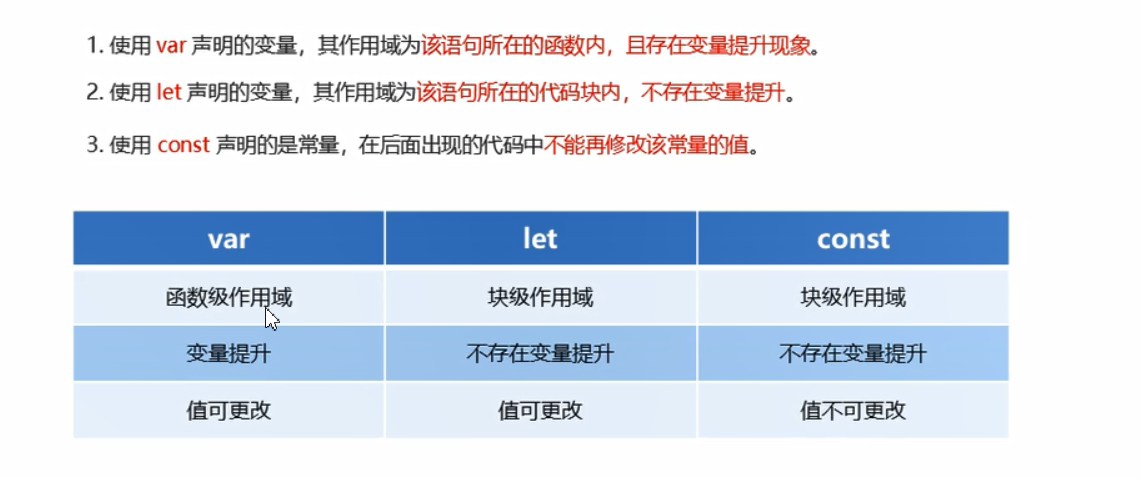 1. 使用 var 声明的变量，其作用域为该语句所在的函数内，且存在变量提升现象。
2. 使用 let 声明的变量，其作用域为该语句所在的代码块内，不存在变量提升。
3. 使用 const 声明的是常量，在后面出现的代码中不能再修改该常量的值。
var let const
函数级作用域 块级作用域 块级作用域
变量提升 不存在变量提升 不存在变量提升
值可更改 值可更改 值不可更改